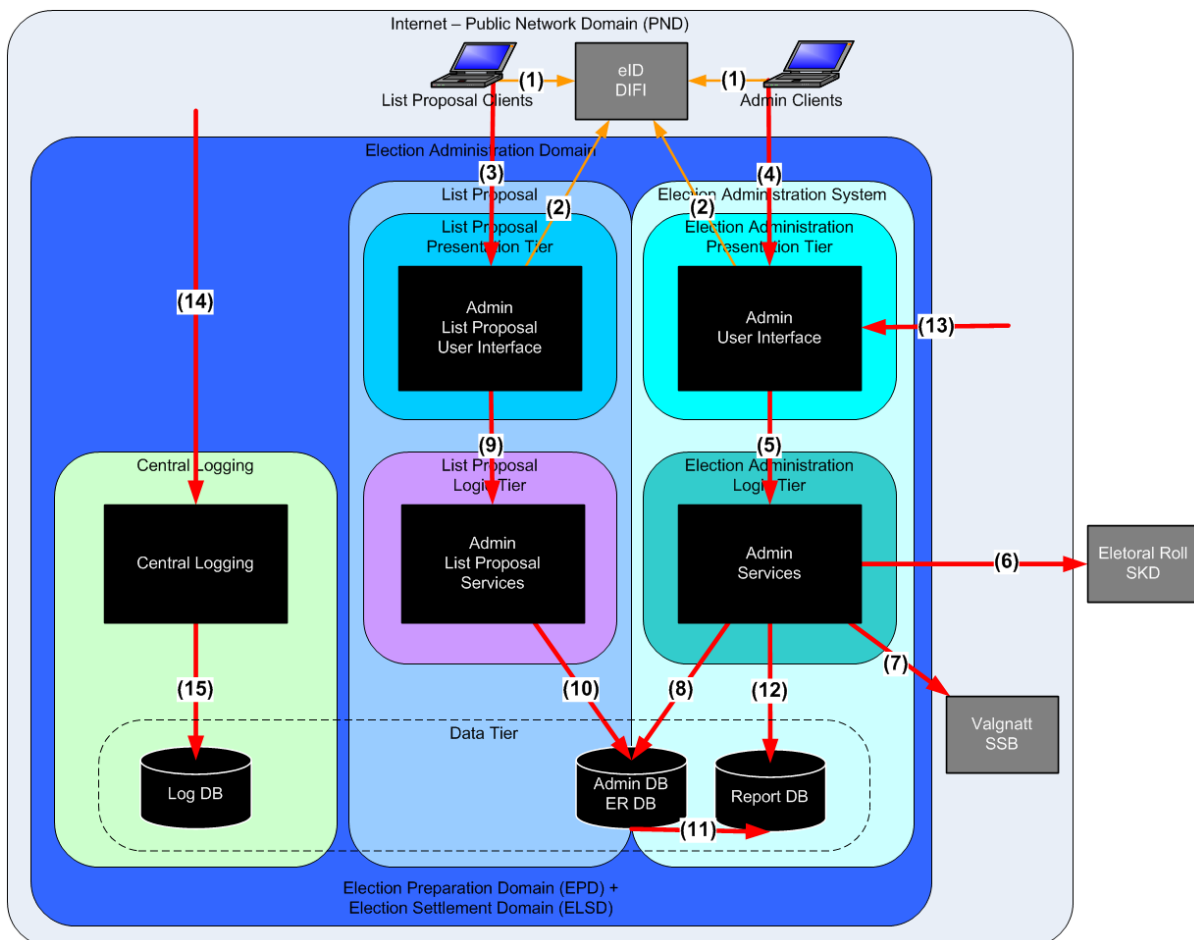 Internet – Public Network Domain (PND)
(1)
eID
DIFI
(1)
List Proposal Clients
Admin Clients
Election Administration Domain
(3)
(4)
List Proposal
Election Administration System
(2)
(2)
List Proposal
Presentation Tier
Election Administration
Presentation Tier
(14)
Admin
List Proposal
User Interface
Admin
User Interface
(13)
(9)
(5)
Central Logging
List Proposal
Logic Tier
Election Administration
Logic Tier
Central Logging
Admin
List Proposal
Services
Admin
Services
(6)
Eletoral Roll
SKD
(7)
(15)
(10)
(8)
(12)
Data Tier
Valgnatt
SSB
Log DB
Admin DB
ER DB
Report DB
(11)
Election Preparation Domain (EPD) +
Election Settlement Domain (ELSD)